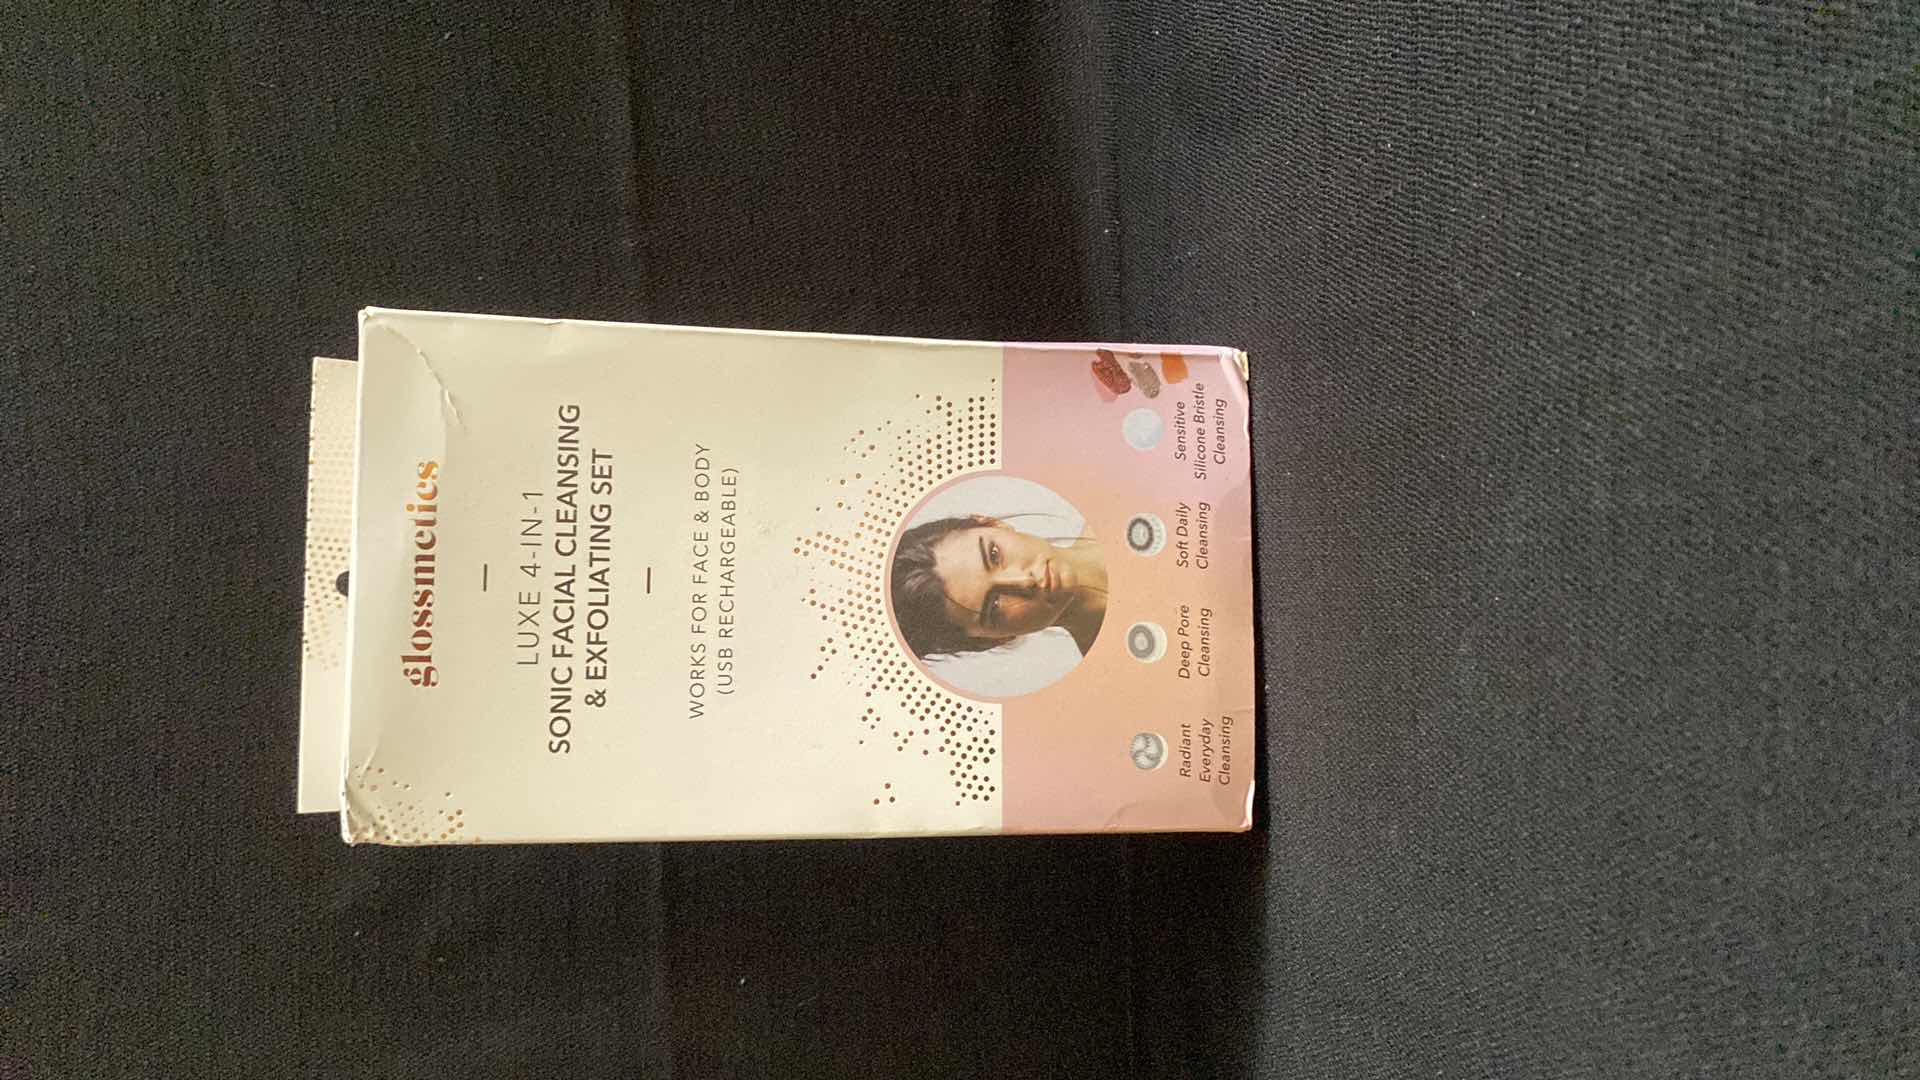 glossmetics
LUXE 4-IN-1
SONIC FACIAL CLEANSING
& EXFOLIATING SET
WORKS FOR FACE & BODY
(USB RECHARGEABLE)
Radiant
Everyday
Cleansing
Deep Pore
Cleansing
Soft Daily
Cleansing
Sensitive
Silicone Bristle
Cleansing